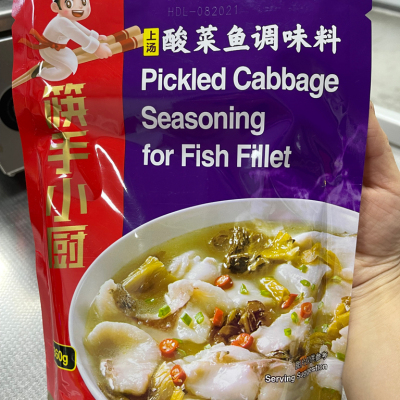 HDL-082021
上汤
酸菜鱼调味料
Pickled Cabbage
Seasoning
for Fish Fillet
筷手小厨
60g
Serving Suggestion